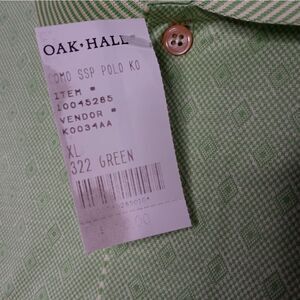 OAK HALL
OMO SSP POLO KO
ITEM #
10045285
VENDOR #
K0034AA
XL
322 GREEN